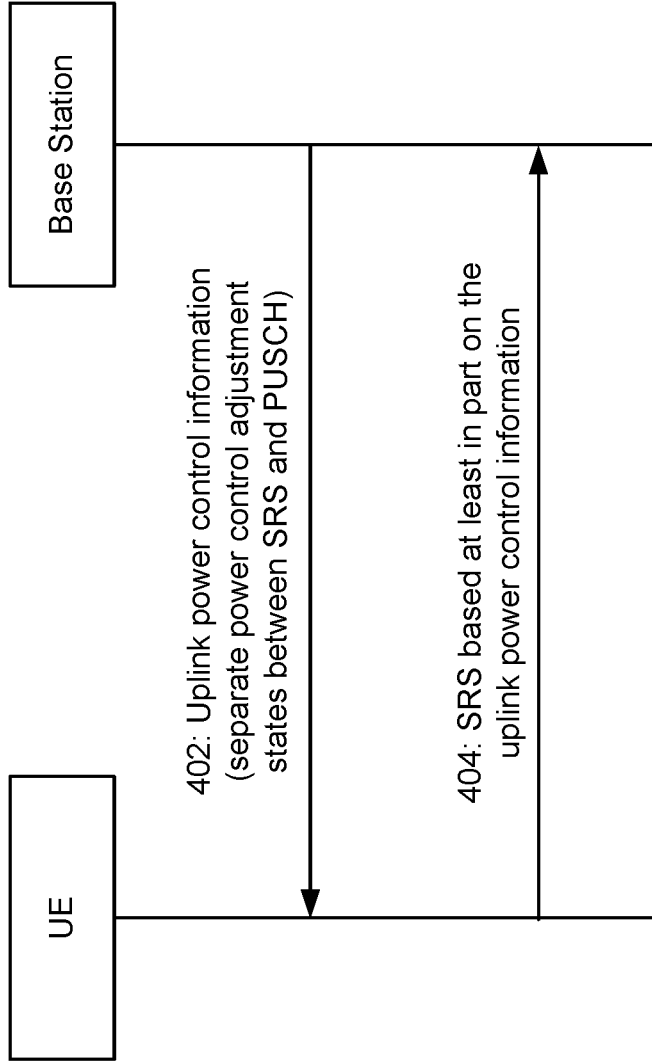 UE
Base Station
402: Uplink power control information
(separate power control adjustment
states between SRS and PUSCH)
404: SRS based at least in part on the
uplink power control information